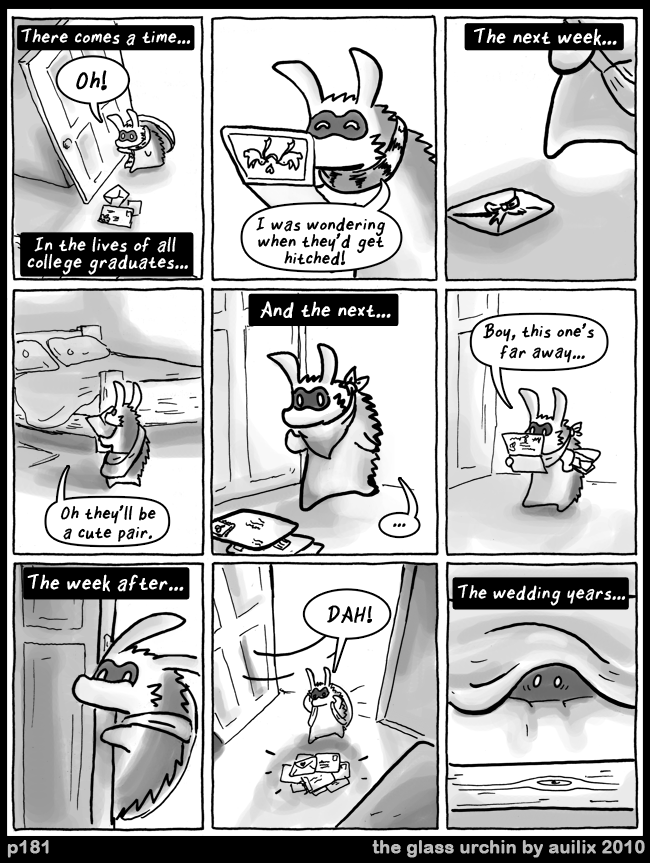 There comes a time...
Oh!
In the lives of all
college graduates...
I was wondering
when they'd get
hitched!
The next week...
Oh they'll be
a cute pair.
And the next...
...
Boy, this one's
far away...
The week after...
DAH!
The wedding years...
p181
the glass urchin by auilix 2010